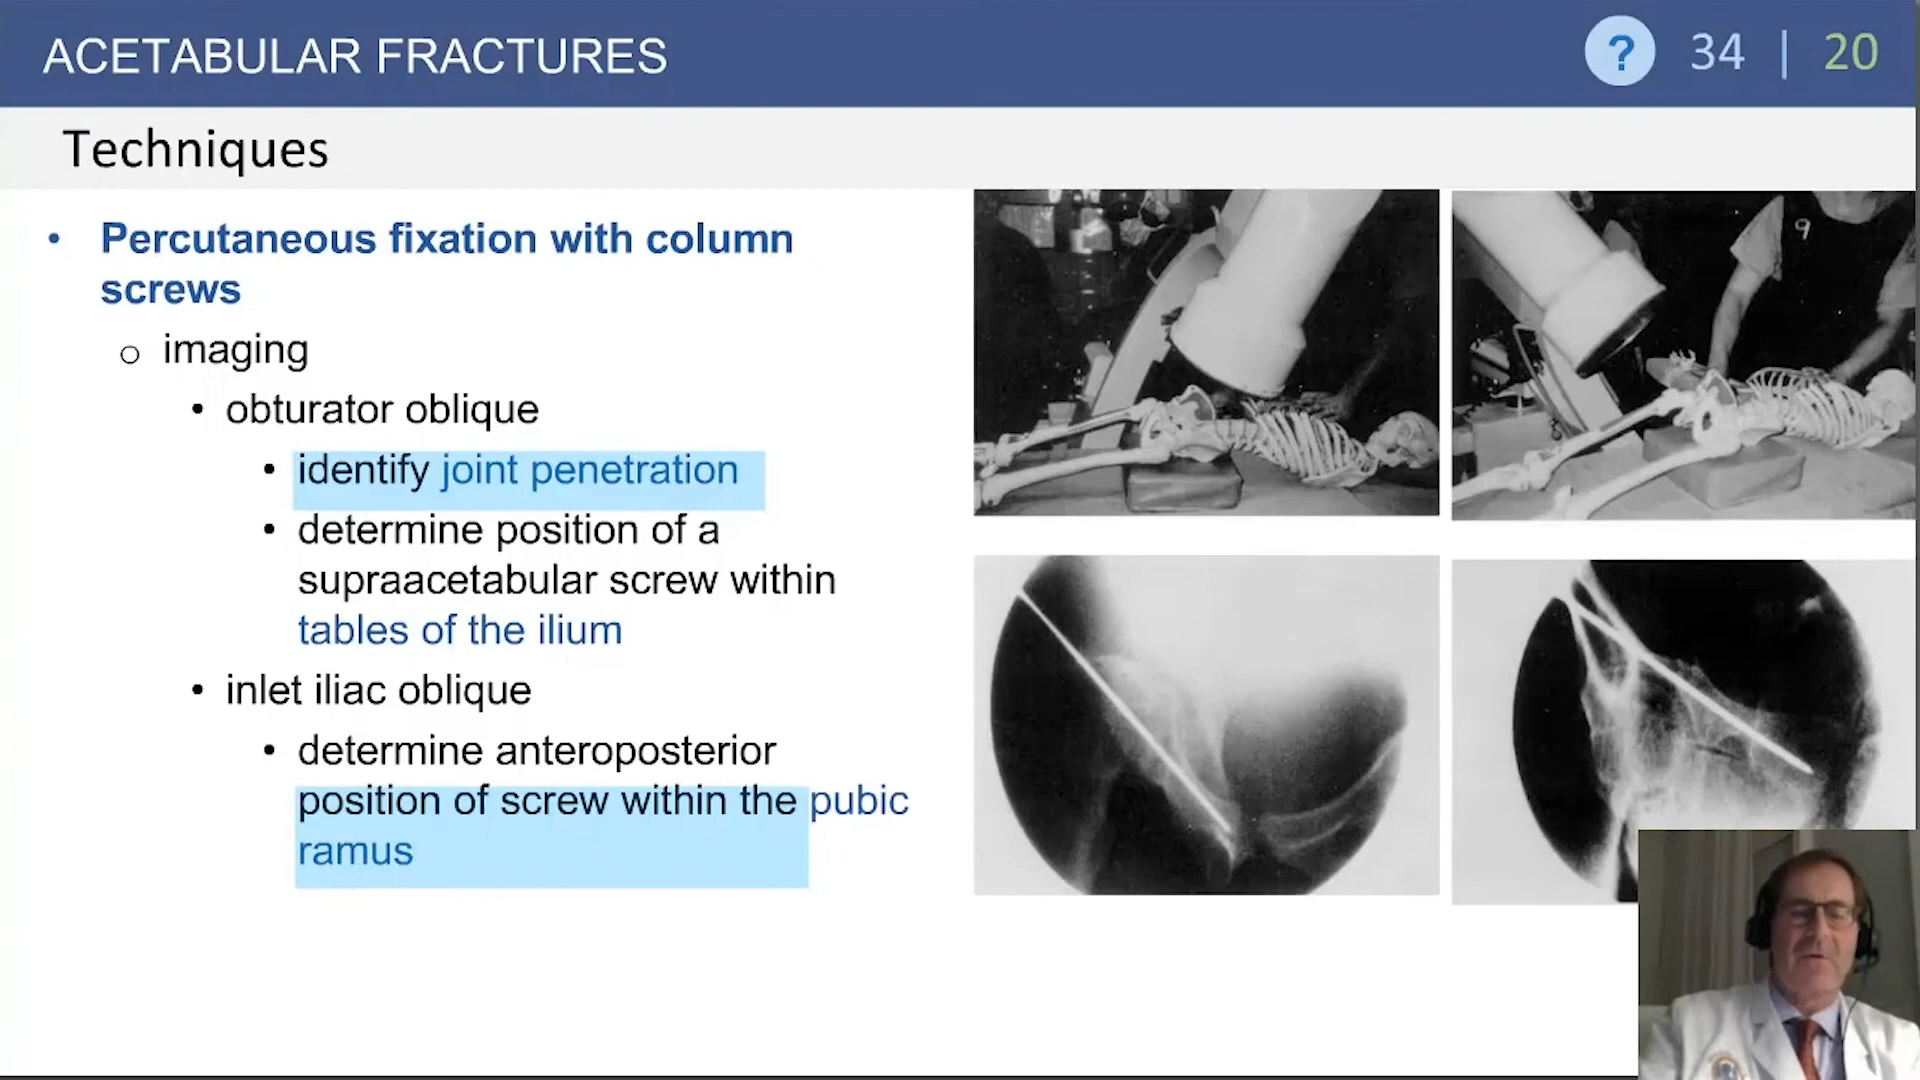 ACETABULAR FRACTURES
? 34 | 20
Techniques
• Percutaneous fixation with column
screws
o imaging
• obturator oblique
• identify joint penetration
• determine position of a
supraacetabular screw within
tables of the ilium
• inlet iliac oblique
• determine anteroposterior
position of screw within the pubic
ramus
9